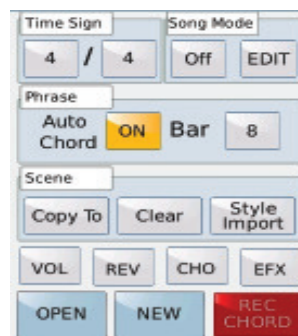 Time Sign Song Mode
4 / 4 Off EDIT
Phrase
Auto Chord ON Bar 8
Scene
Copy To Clear Style Import
VOL REV CHO EFX
OPEN NEW REC CHORD